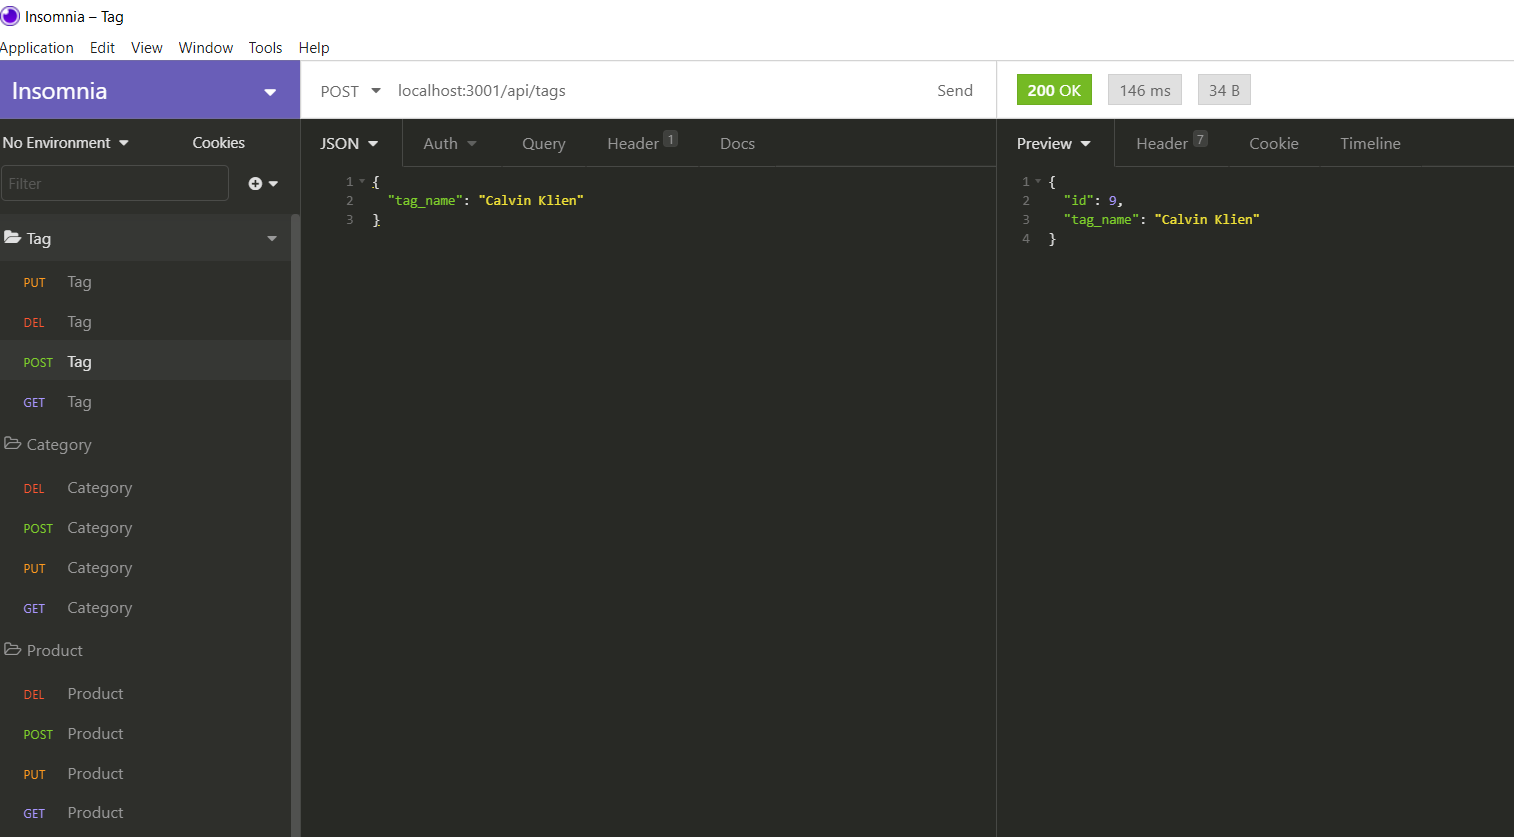 Insomnia – Tag
Application Edit View Window Tools Help
Insomnia
POST localhost:3001/api/tags Send
200 OK 146 ms 34 B
No Environment Cookies
Filter
JSON Auth Query Header 1 Docs
Preview Header 7 Cookie Timeline
Tag
PUT Tag
DEL Tag
POST Tag
GET Tag
Category
DEL Category
POST Category
PUT Category
GET Category
Product
DEL Product
POST Product
PUT Product
GET Product
1 {
2 "tag_name": "Calvin Klien"
3 }
1 {
2 "id": 9,
3 "tag_name": "Calvin Klien"
4 }